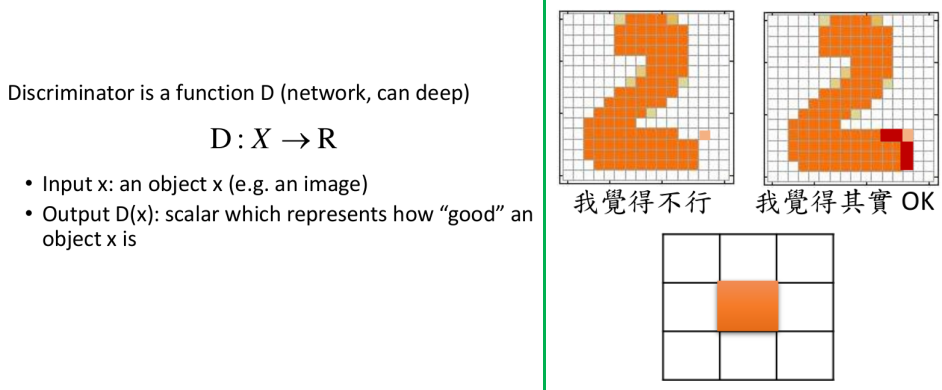 Discriminator is a function D (network, can deep)
D : X → R
• Input x: an object x (e.g. an image)
• Output D(x): scalar which represents how “good” an
object x is
我覺得不行
我覺得其實 OK